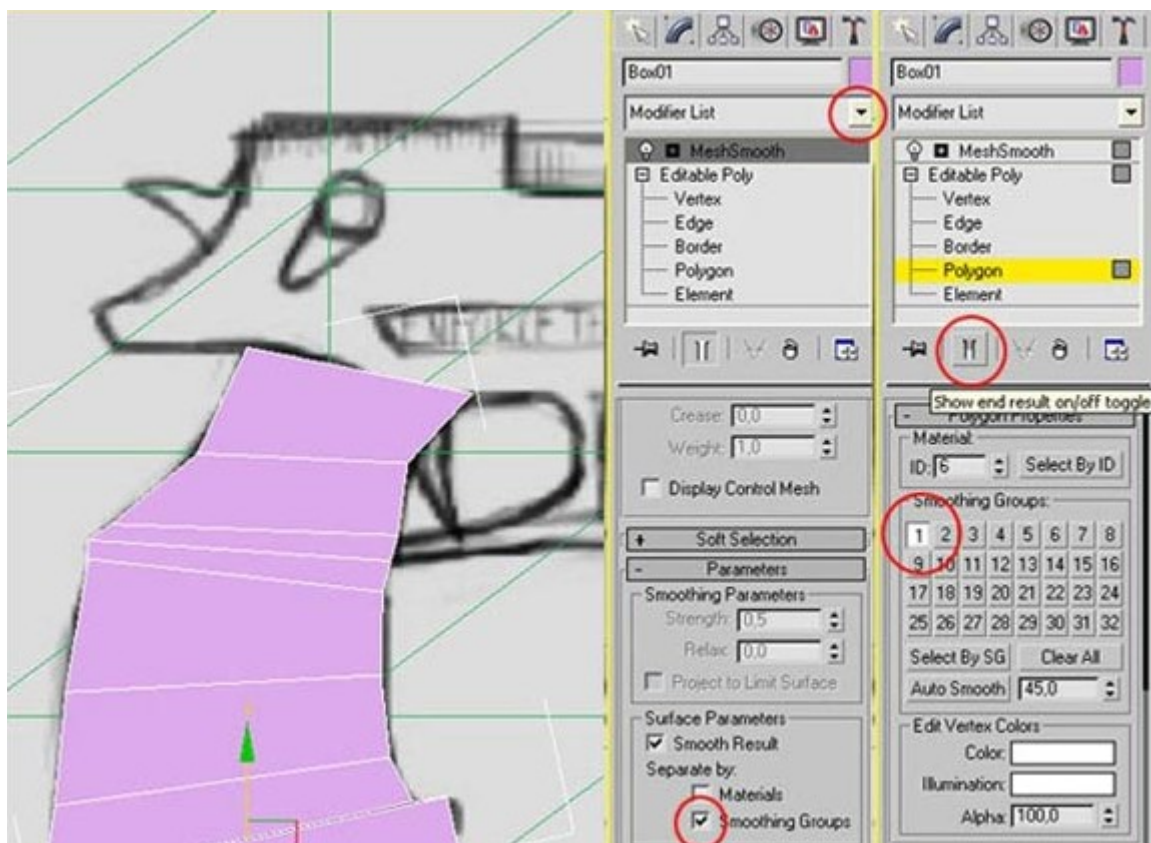 Box01
Modifier List
MeshSmooth
Editable Poly
Vertex
Edge
Border
Polygon
Element
Crease: 0,0
Weight: 1,0
Display Control Mesh
+ Soft Selection
- Parameters
Smoothing Parameters
Strength: 0,5
Relax: 0,0
Project to Limit Surface
Surface Parameters
Smooth Result
Separate by:
Materials
Smoothing Groups
Box01
Modifier List
MeshSmooth
Editable Poly
Vertex
Edge
Border
Polygon
Element
Show end result on/off toggle
- Polygon Properties
Material:
ID: 6 Select By ID
Smoothing Groups:
1 2 3 4 5 6 7 8
9 10 11 12 13 14 15 16
17 18 19 20 21 22 23 24
25 26 27 28 29 30 31 32
Select By SG Clear All
Auto Smooth 45,0
Edit Vertex Colors
Color:
Illumination:
Alpha: 100,0